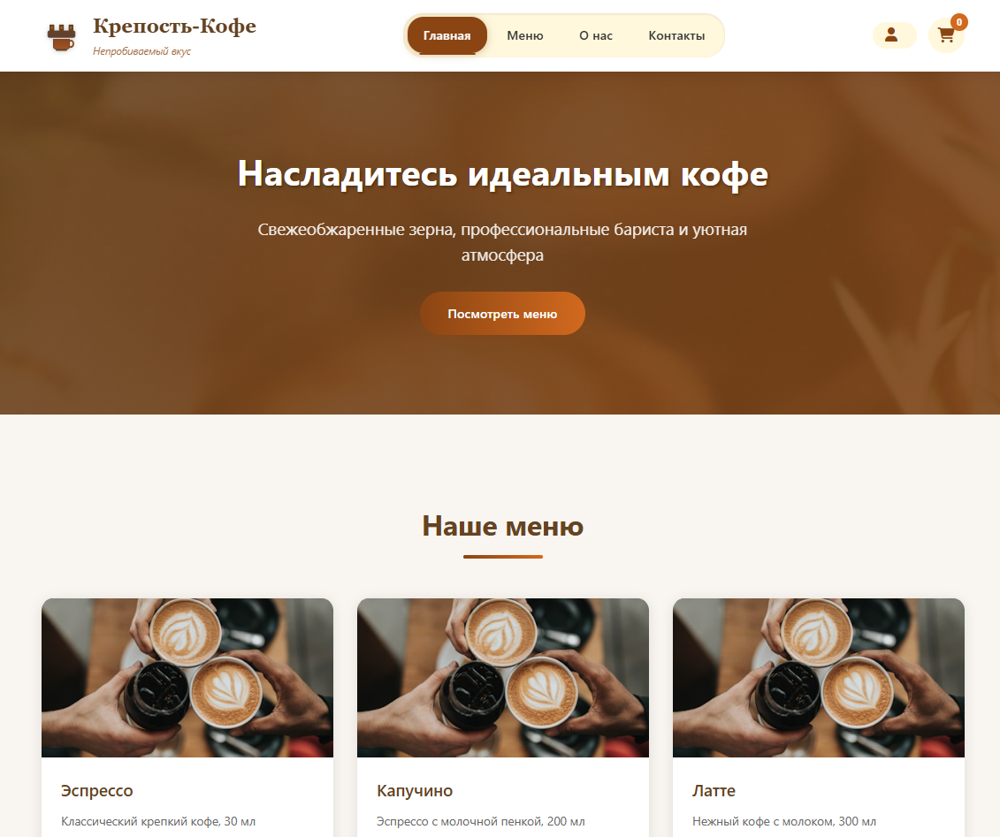 Крепость-Кофе
Непробиваемый вкус
Главная
Меню
О нас
Контакты
0
Насладитесь идеальным кофе
Свежеобжаренные зерна, профессиональные бариста и уютная
атмосфера
Посмотреть меню
Наше меню
Эспрессо
Классический крепкий кофе, 30 мл
Капучино
Эспрессо с молочной пенкой, 200 мл
Латте
Нежный кофе с молоком, 300 мл